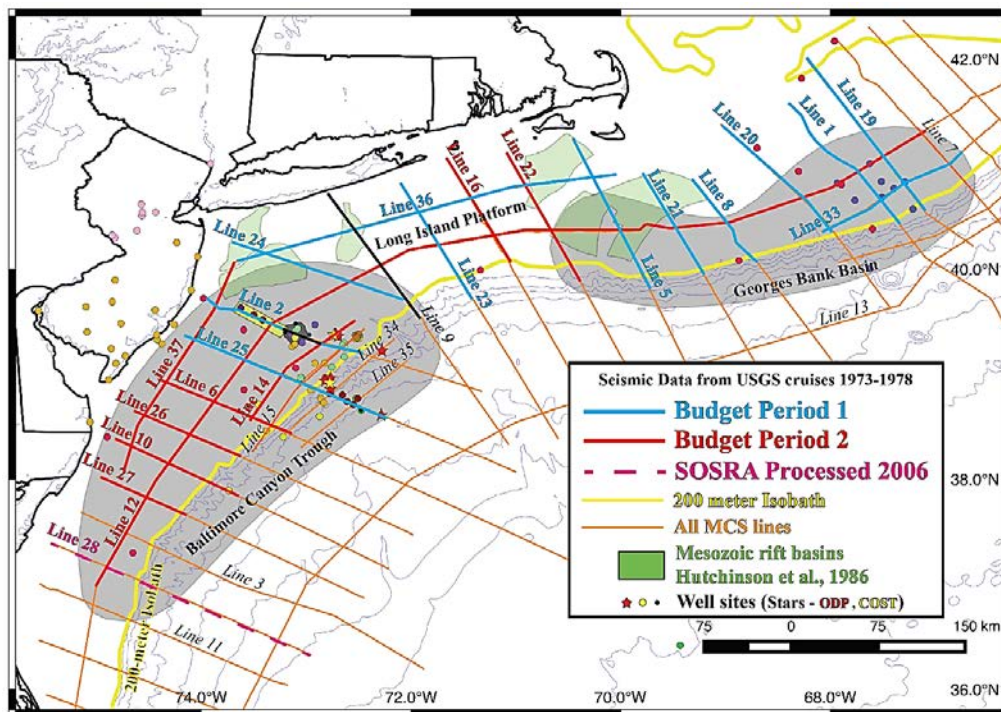 42.0°N
Line 19
Line 1
Line 20
Line 7
Line 16
Line 22
Line 21
Line 8
Line 36
Long Island Platform
Line 33
Line 24
Georges Bank Basin
40.0°N
Line 23
Line 5
Line 13
Line 2
Line 9
Line 34
Line 35
Line 25
Line 37
Line 6
Line 14
Line 26
Line 15
Line 10
Line 27
Line 12
Baltimore Canyon Trough
38.0°N
Line 28
Line 3
Line 11
200-meter Isobath
Seismic Data from USGS cruises 1973-1978
Budget Period 1
Budget Period 2
SOSRA Processed 2006
200 meter Isobath
All MCS lines
Mesozoic rift basins
Hutchinson et al., 1986
Well sites (Stars - ODP, COST)
75 0 75 150 km
74.0°W 72.0°W 70.0°W 68.0°W 36.0°N